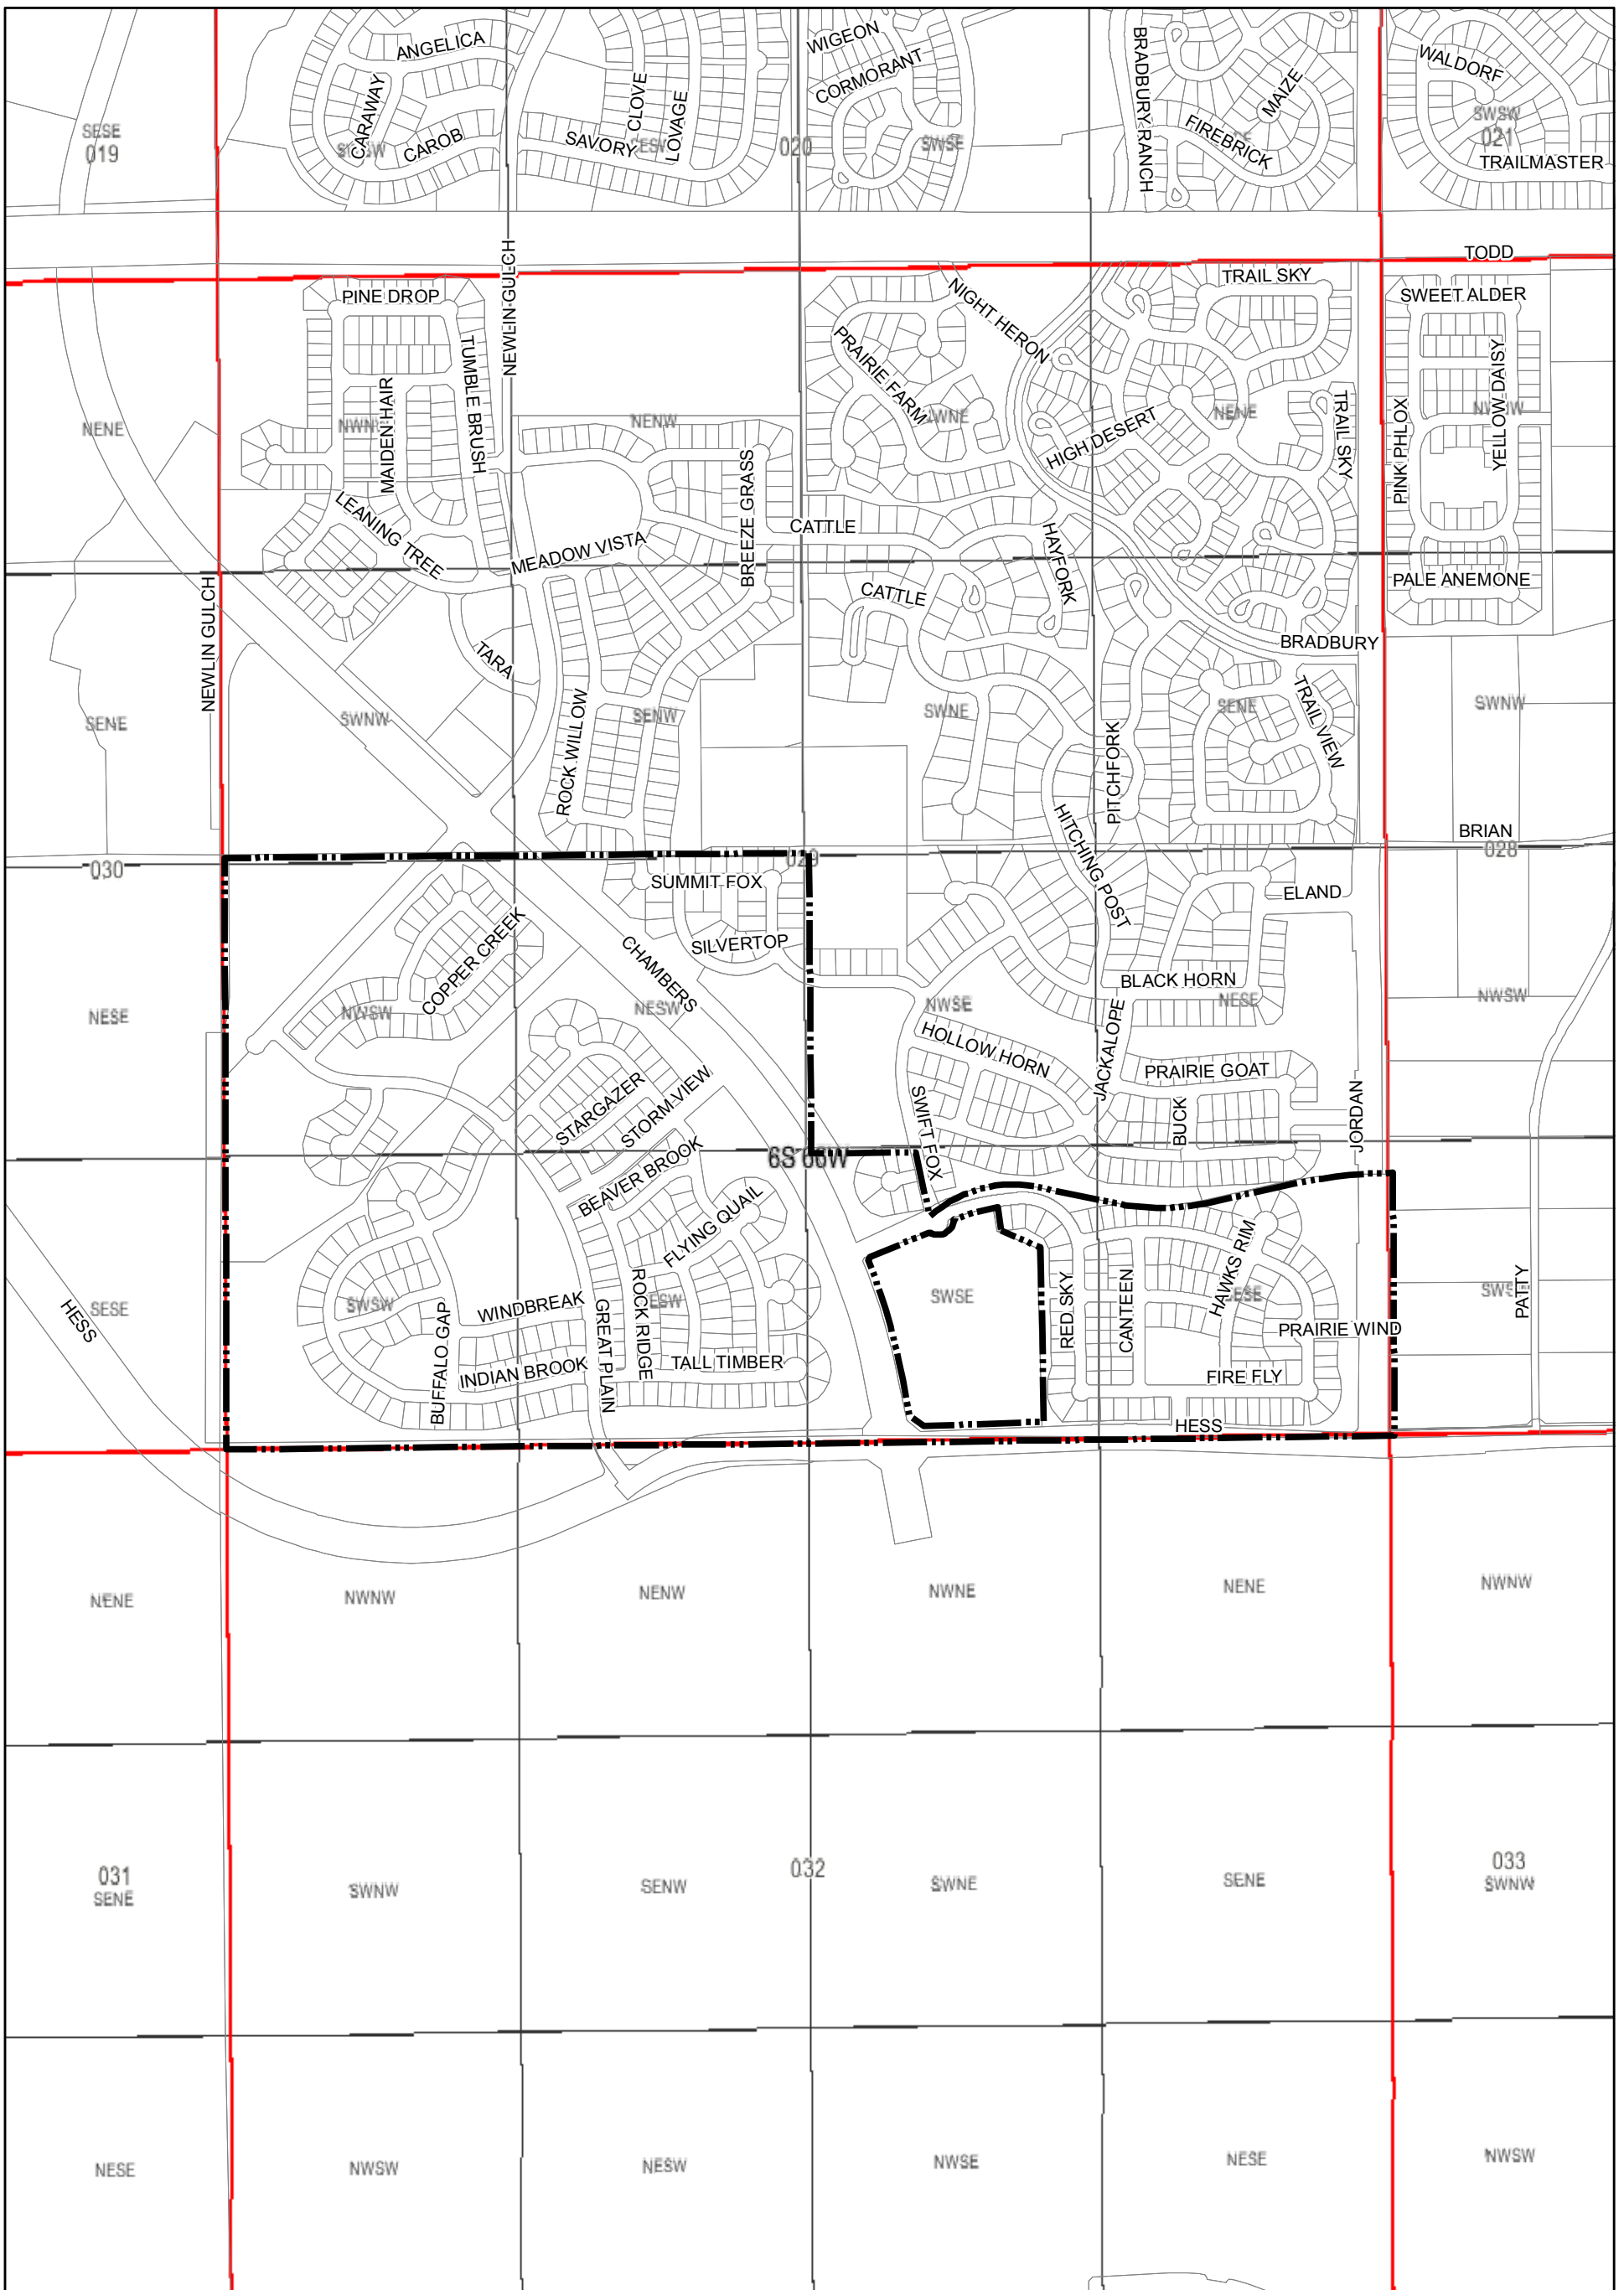 ANGELICA
WIGEON
CORMORANT
CARAWAY
CAROB
CLOVE
LOVAGE
SAVORY
BRADBURY RANCH
MAIZE
FIREBRICK
WALDORF
SWSW
021
TRAILMASTER
SESE
019
020
SWSE
TODD
NEWLIN GULCH
PINE DROP
TUMBLE BRUSH
MAIDEN HAIR
NIGHT HERON
TRAIL SKY
SWEET ALDER
PRAIRIE FARM
YELLOW DAISY
PINK PHLOX
TRAIL SKY
NENE
NENW
NENE
HIGH DESERT
BREEZE GRASS
LEANING TREE
MEADOW VISTA
CATTLE
HAYFORK
NEWLIN GULCH
CATTLE
PALE ANEMONE
BRADBURY
TARA
TRAIL VIEW
SENE
SWNW
SENW
SWNE
SENE
SWNW
ROCK WILLOW
PITCHFORK
HITCHING POST
BRIAN
030
029
028
SUMMIT FOX
ELAND
COPPER CREEK
CHAMBERS
SILVERTOP
BLACK HORN
NESE
NWSW
NESW
NWSE
NESE
NWSW
HOLLOW HORN
JACKALOPE
PRAIRIE GOAT
STARGAZER
STORM VIEW
SWIFT FOX
BUCK
JORDAN
6S 66W
BEAVER BROOK
FLYING QUAIL
HESS
SESE
SWSW
BUFFALO GAP
WINDBREAK
GREAT PLAIN
ROCK RIDGE
SWSE
RED SKY
CANTEEN
HAWKS RIM
PRAIRIE WIND
PATTY
INDIAN BROOK
TALL TIMBER
FIRE FLY
HESS
NENE
NWNW
NENW
NWNE
NENE
NWNW
031
SENE
SWNW
SENW
032
SWNE
SENE
033
SWNW
NESE
NWSW
NESW
NWSE
NESE
NWSW